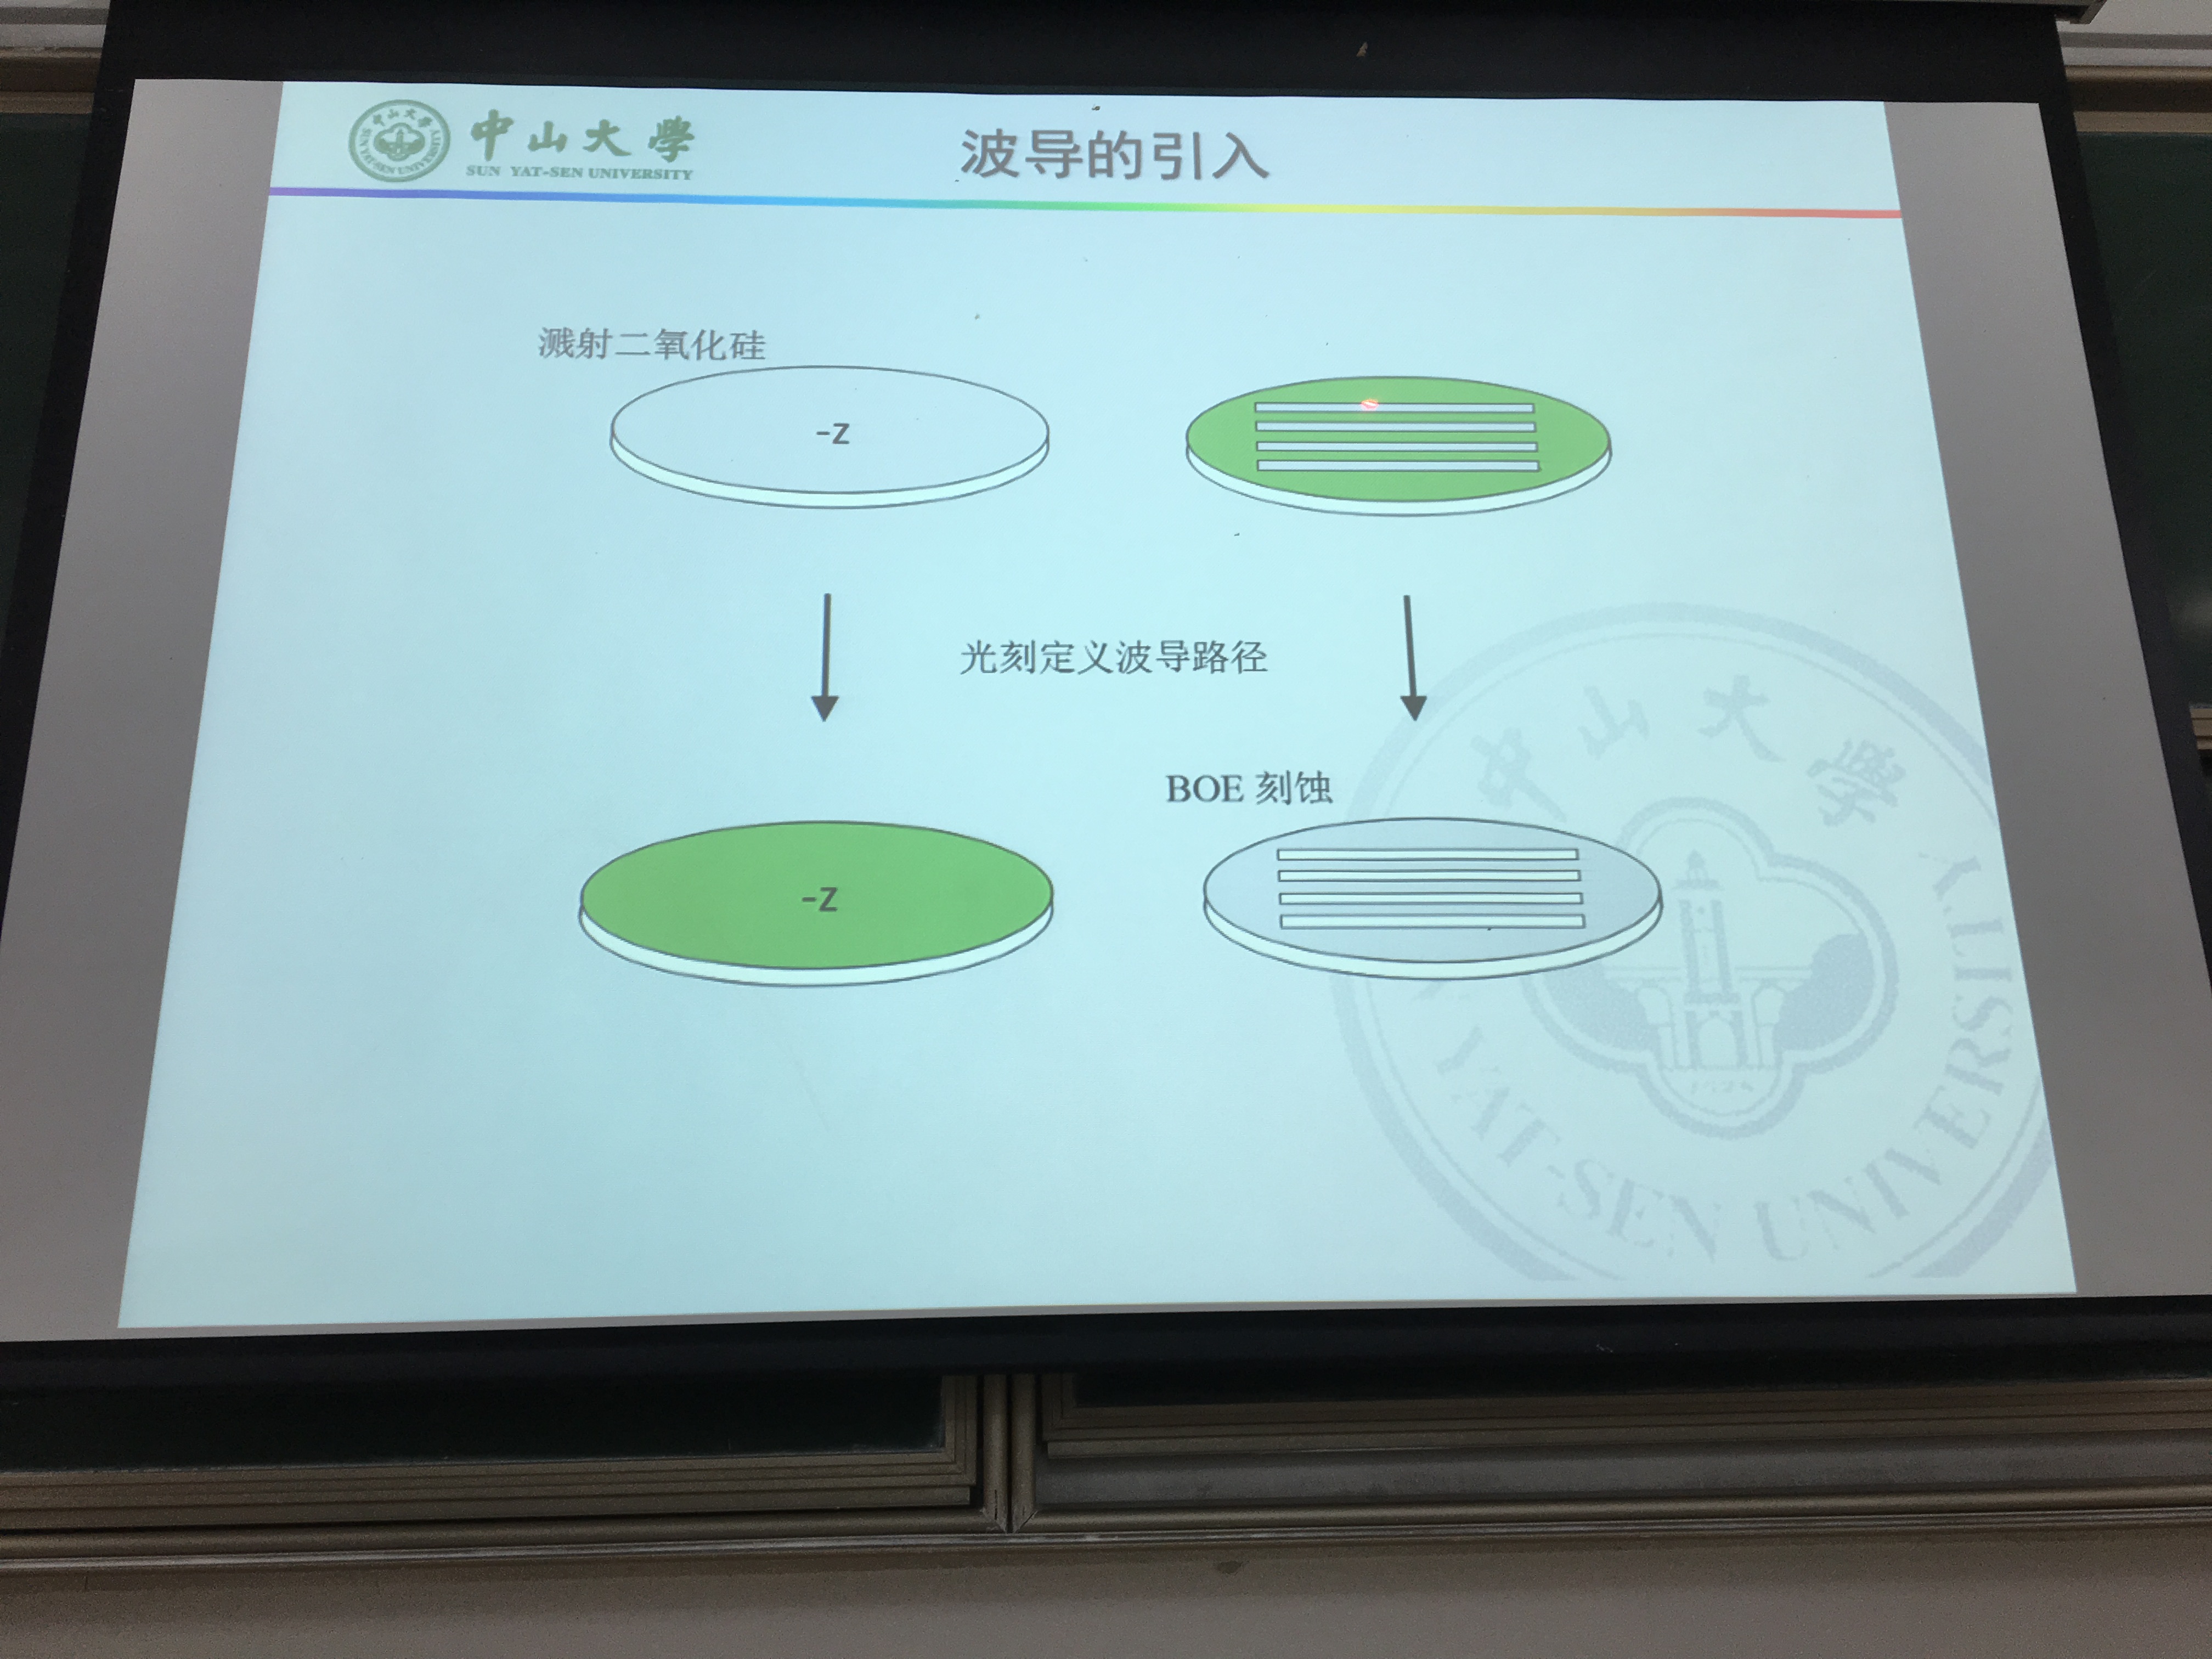 中山大學
SUN YAT-SEN UNIVERSITY
波导的引入
溅射二氧化硅
-Z
光刻定义波导路径
BOE 刻蚀
-Z
中山大學
YAT-SEN UNIVERSITY